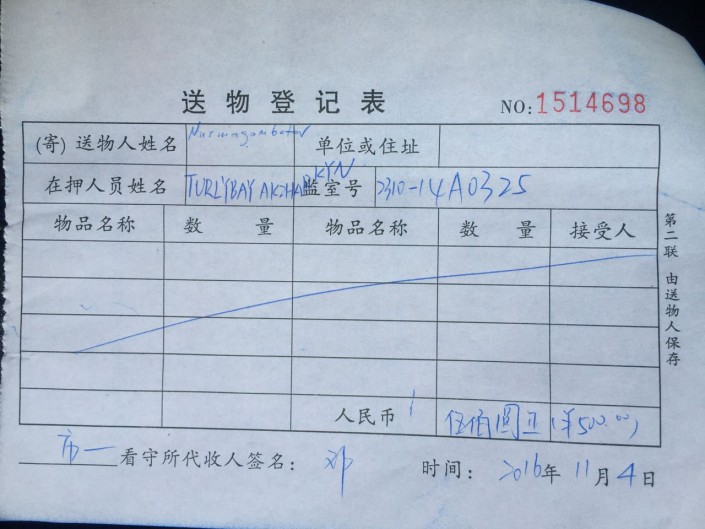 送物登记表 NO:1514698
(寄)送物人姓名 单位或住址
在押人员姓名 TURLYBAY AKZHARKYN 监室号 2310-14A0325
物品名称 数量 物品名称 数量 接受人
人民币 伍佰圆正(¥500.00)
市一看守所代收人签名: 邓 时间: 2016年11月4日
第二联 由送物人保存